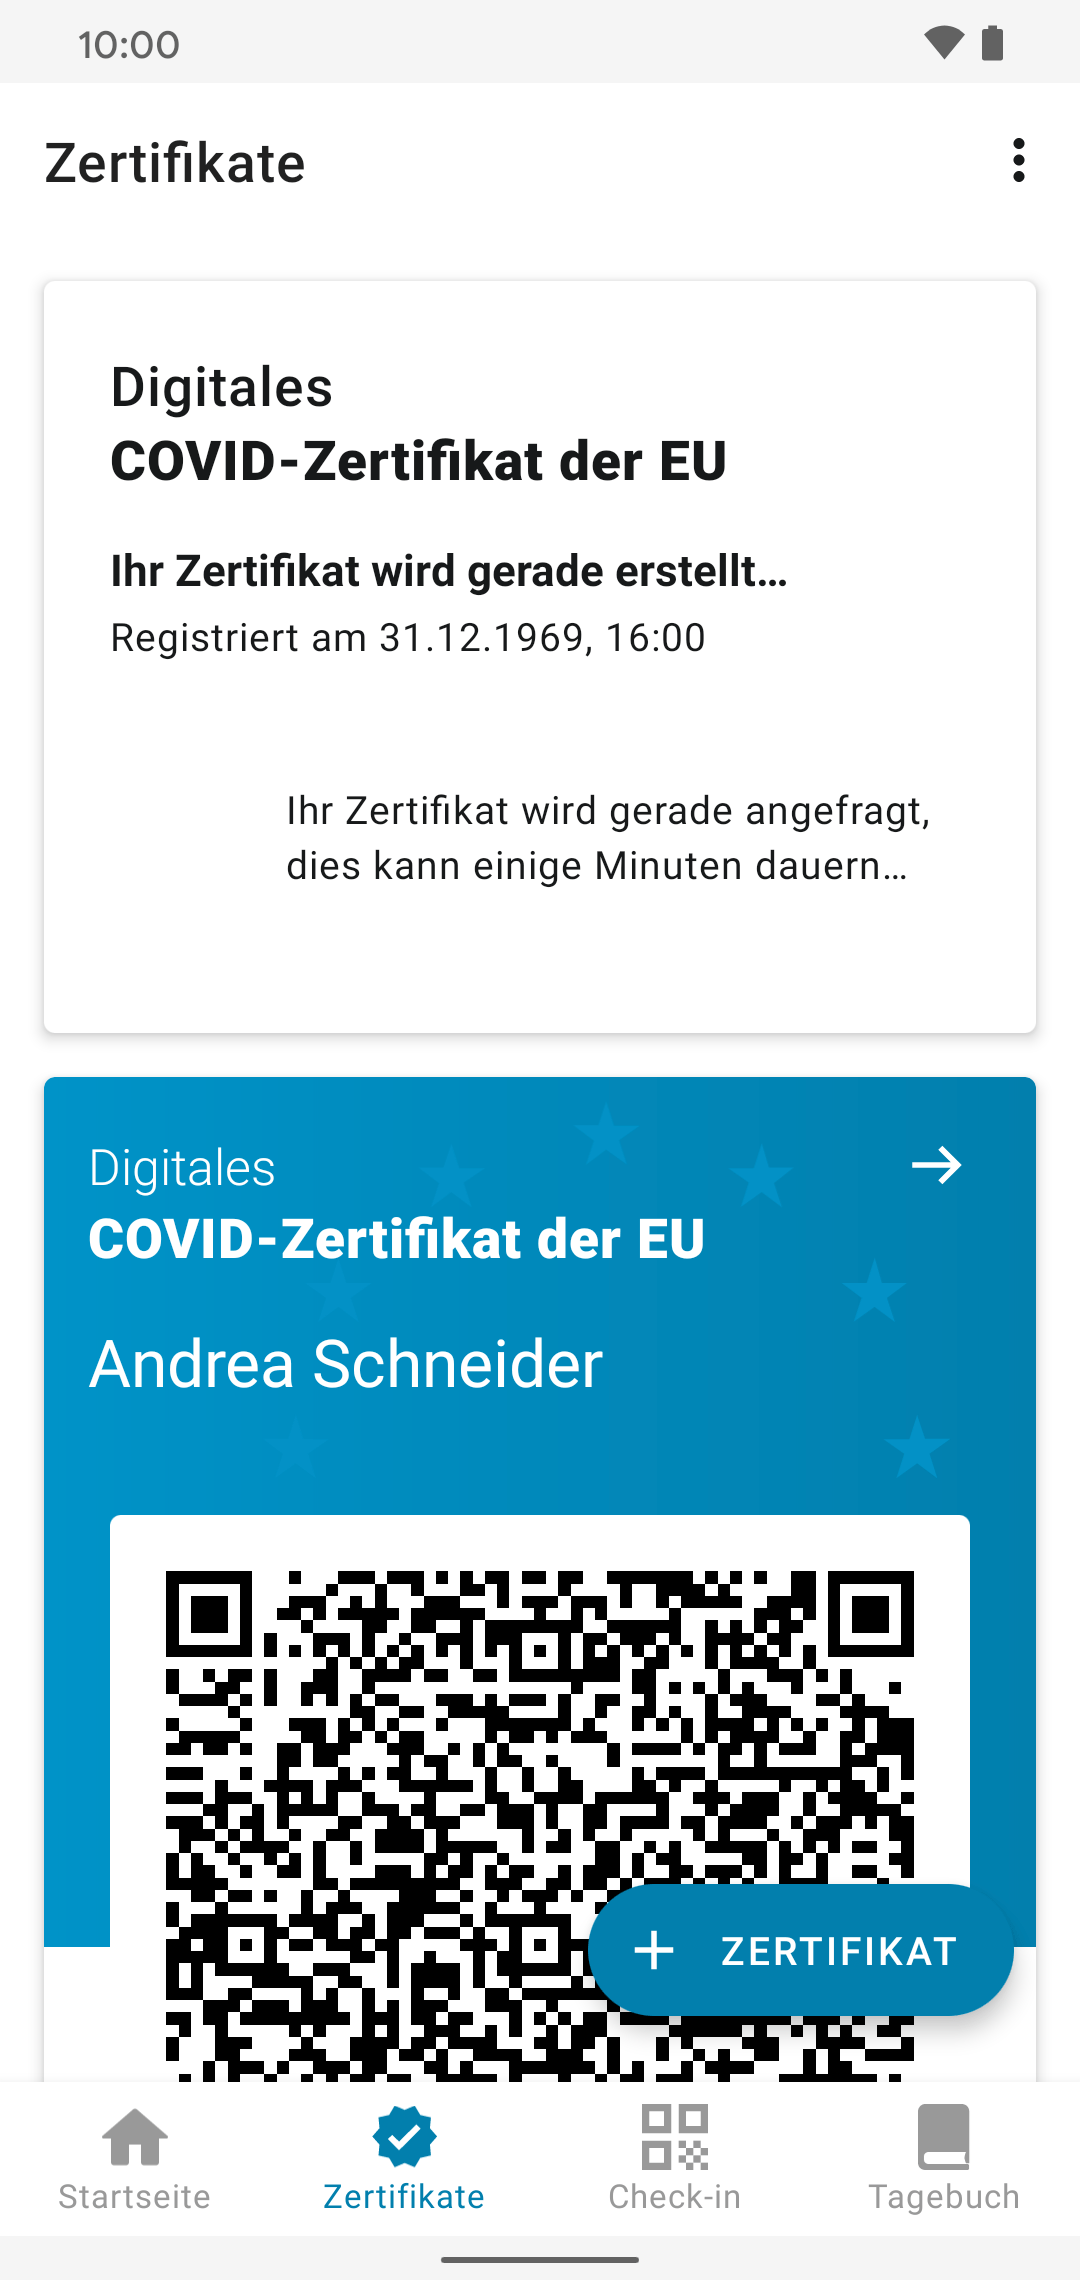 10:00
Zertifikate
Digitales
COVID-Zertifikat der EU
Ihr Zertifikat wird gerade erstellt…
Registriert am 31.12.1969, 16:00
Ihr Zertifikat wird gerade angefragt,
dies kann einige Minuten dauern…
Digitales
COVID-Zertifikat der EU
Andrea Schneider
ZERTIFIKAT
Startseite
Zertifikate
Check-in
Tagebuch